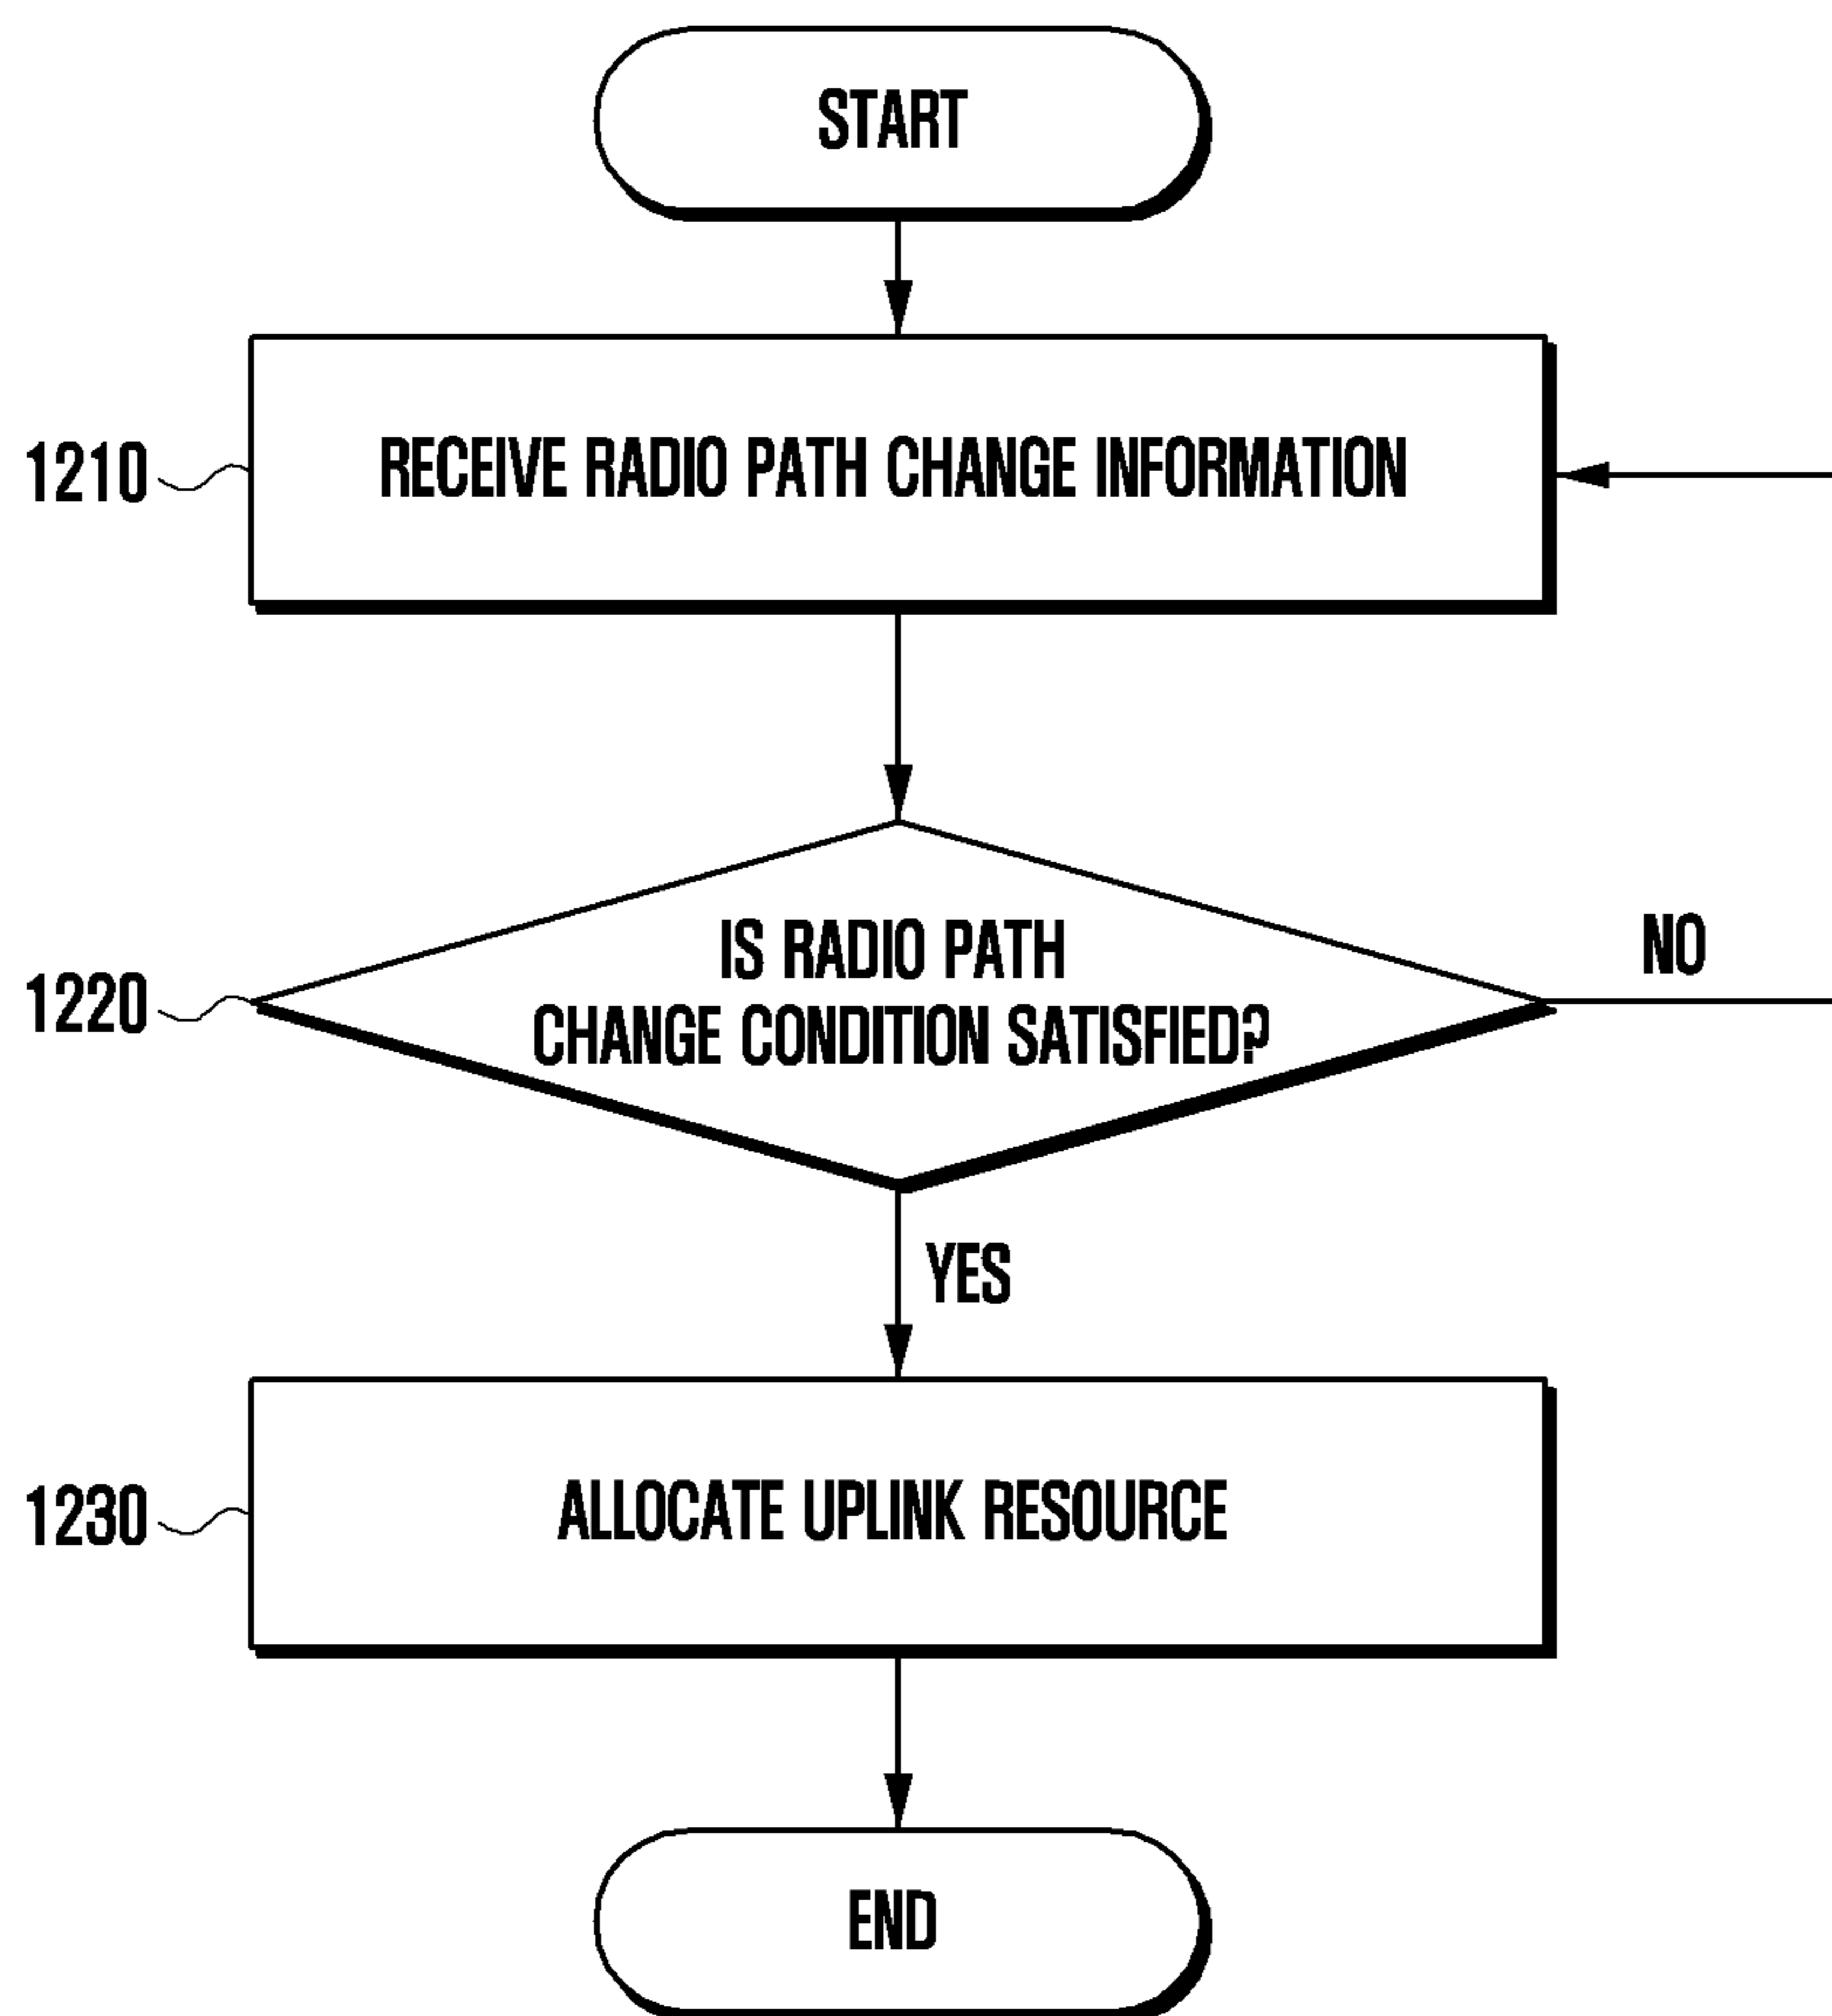 START
1210
RECEIVE RADIO PATH CHANGE INFORMATION
1220
IS RADIO PATH
CHANGE CONDITION SATISFIED?
NO
YES
1230
ALLOCATE UPLINK RESOURCE
END